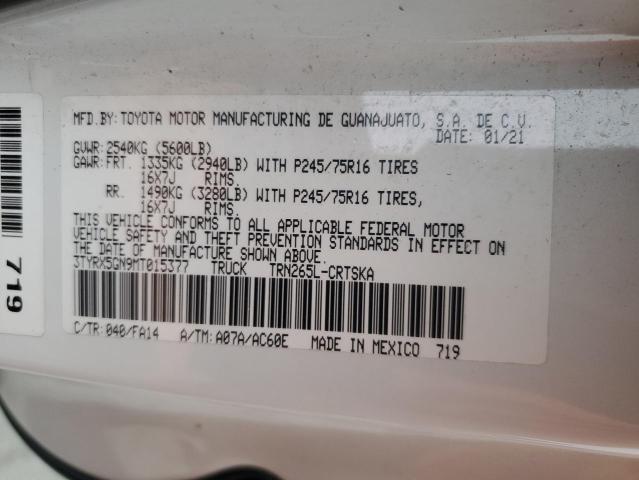 MFD.BY:TOYOTA MOTOR MANUFACTURING DE GUANAJUATO, S.A. DE C.V.
DATE: 01/21
GVWR:2540KG (5600LB)
GAWR:FRT. 1335KG (2940LB) WITH P245/75R16 TIRES
16X7J RIMS.
RR. 1490KG (3280LB) WITH P245/75R16 TIRES,
16X7J RIMS.
THIS VEHICLE CONFORMS TO ALL APPLICABLE FEDERAL MOTOR
VEHICLE SAFETY AND THEFT PREVENTION STANDARDS IN EFFECT ON
THE DATE OF MANUFACTURE SHOWN ABOVE.
3TYRX5GN9MT015377 TRUCK TRN265L-CRTSKA
C/TR:040/FA14 A/TM:A07A/AC60E MADE IN MEXICO 719
719